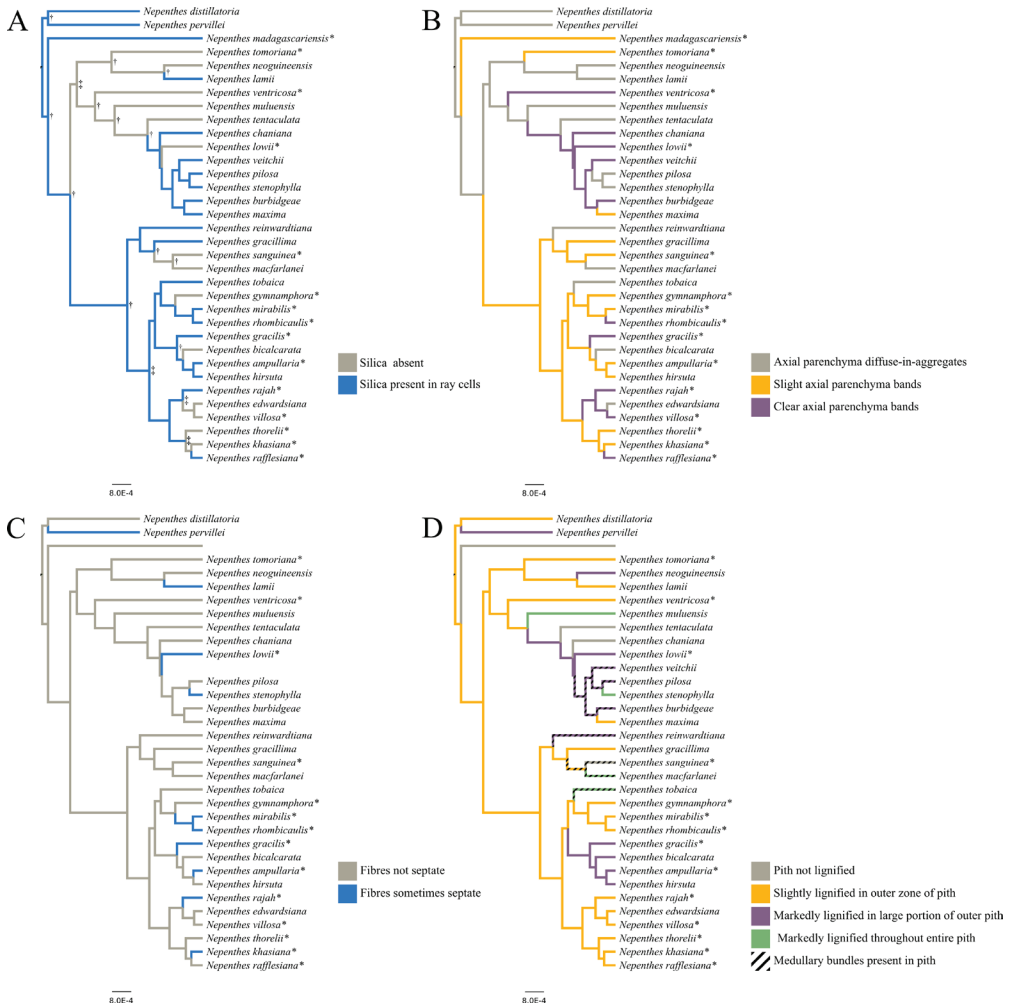 A
Nepenthes distillatoria
Nepenthes pervillei
Nepenthes madagascariensis*
Nepenthes tomoriana*
Nepenthes neoguineensis
Nepenthes lamii
Nepenthes ventricosa*
Nepenthes muluensis
Nepenthes tentaculata
Nepenthes chaniana
Nepenthes lowii*
Nepenthes veitchii
Nepenthes pilosa
Nepenthes stenophylla
Nepenthes burbidgeae
Nepenthes maxima
Nepenthes reinwardtiana
Nepenthes gracillima
Nepenthes sanguinea*
Nepenthes macfarlanei
Nepenthes tobaica
Nepenthes gymnamphora*
Nepenthes mirabilis*
Nepenthes rhombicaulis*
Nepenthes gracilis*
Nepenthes bicalcarata
Nepenthes ampullaria*
Nepenthes hirsuta
Nepenthes rajah*
Nepenthes edwardsiana
Nepenthes villosa*
Nepenthes thorelii*
Nepenthes khasiana*
Nepenthes rafflesiana*
Silica absent
Silica present in ray cells
8.0E-4
B
Nepenthes distillatoria
Nepenthes pervillei
Nepenthes madagascariensis*
Nepenthes tomoriana*
Nepenthes neoguineensis
Nepenthes lamii
Nepenthes ventricosa*
Nepenthes muluensis
Nepenthes tentaculata
Nepenthes chaniana
Nepenthes lowii*
Nepenthes veitchii
Nepenthes pilosa
Nepenthes stenophylla
Nepenthes burbidgeae
Nepenthes maxima
Nepenthes reinwardtiana
Nepenthes gracillima
Nepenthes sanguinea*
Nepenthes macfarlanei
Nepenthes tobaica
Nepenthes gymnamphora*
Nepenthes mirabilis*
Nepenthes rhombicaulis*
Nepenthes gracilis*
Nepenthes bicalcarata
Nepenthes ampullaria*
Nepenthes hirsuta
Nepenthes rajah*
Nepenthes edwardsiana
Nepenthes villosa*
Nepenthes thorelii*
Nepenthes khasiana*
Nepenthes rafflesiana*
Axial parenchyma diffuse-in-aggregates
Slight axial parenchyma bands
Clear axial parenchyma bands
8.0E-4
C
Nepenthes distillatoria
Nepenthes pervillei
Nepenthes tomoriana*
Nepenthes neoguineensis
Nepenthes lamii
Nepenthes ventricosa*
Nepenthes muluensis
Nepenthes tentaculata
Nepenthes chaniana
Nepenthes lowii*
Nepenthes pilosa
Nepenthes stenophylla
Nepenthes burbidgeae
Nepenthes maxima
Nepenthes reinwardtiana
Nepenthes gracillima
Nepenthes sanguinea*
Nepenthes macfarlanei
Nepenthes tobaica
Nepenthes gymnamphora*
Nepenthes mirabilis*
Nepenthes rhombicaulis*
Nepenthes gracilis*
Nepenthes bicalcarata
Nepenthes ampullaria*
Nepenthes hirsuta
Nepenthes rajah*
Nepenthes edwardsiana
Nepenthes villosa*
Nepenthes thorelii*
Nepenthes khasiana*
Nepenthes rafflesiana*
Fibres not septate
Fibres sometimes septate
8.0E-4
D
Nepenthes distillatoria
Nepenthes pervillei
Nepenthes tomoriana*
Nepenthes neoguineensis
Nepenthes lamii
Nepenthes ventricosa*
Nepenthes muluensis
Nepenthes tentaculata
Nepenthes chaniana
Nepenthes lowii*
Nepenthes veitchii
Nepenthes pilosa
Nepenthes stenophylla
Nepenthes burbidgeae
Nepenthes maxima
Nepenthes reinwardtiana
Nepenthes gracillima
Nepenthes sanguinea*
Nepenthes macfarlanei
Nepenthes tobaica
Nepenthes gymnamphora*
Nepenthes mirabilis*
Nepenthes rhombicaulis*
Nepenthes gracilis*
Nepenthes bicalcarata
Nepenthes ampullaria*
Nepenthes hirsuta
Nepenthes rajah*
Nepenthes edwardsiana
Nepenthes villosa*
Nepenthes thorelii*
Nepenthes khasiana*
Nepenthes rafflesiana*
Pith not lignified
Slightly lignified in outer zone of pith
Markedly lignified in large portion of outer pith
Markedly lignified throughout entire pith
Medullary bundles present in pith
8.0E-4